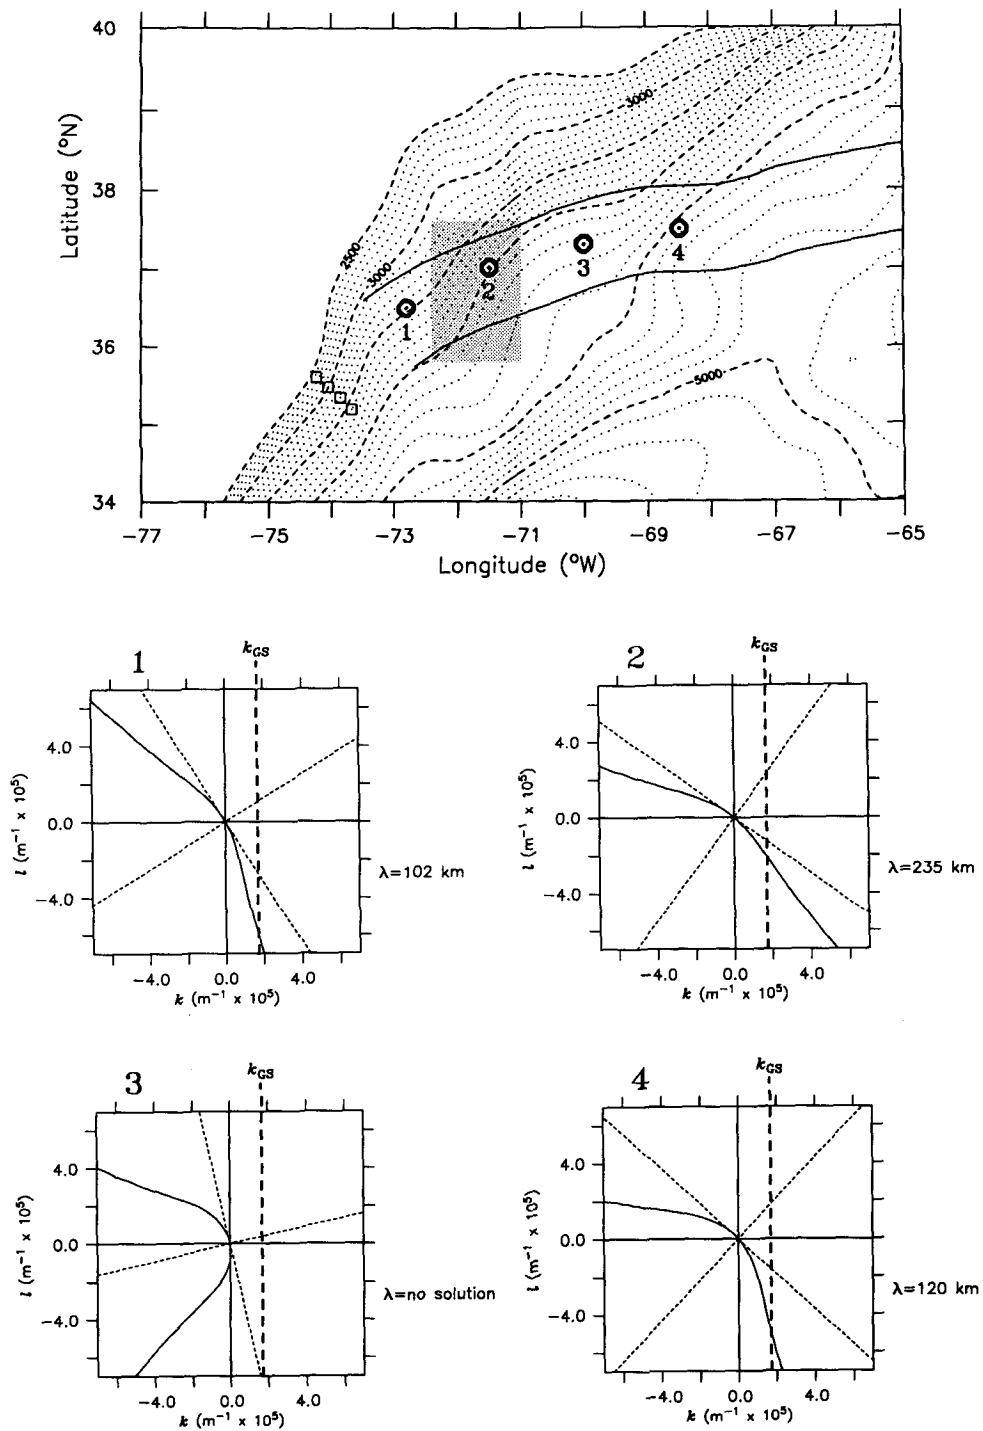 40
38
36
34
Latitude (°N)
2500
3000
3000
5000
1
2
3
4
-77
-75
-73
-71
-69
-67
-65
Longitude (°W)
1
k_GS
4.0
0.0
-4.0
l (m⁻¹ x 10⁵)
λ=102 km
-4.0 0.0 4.0
k (m⁻¹ x 10⁵)
2
k_GS
4.0
0.0
-4.0
l (m⁻¹ x 10⁵)
λ=235 km
-4.0 0.0 4.0
k (m⁻¹ x 10⁵)
3
k_GS
4.0
0.0
-4.0
l (m⁻¹ x 10⁵)
λ=no solution
-4.0 0.0 4.0
k (m⁻¹ x 10⁵)
4
k_GS
4.0
0.0
-4.0
l (m⁻¹ x 10⁵)
λ=120 km
-4.0 0.0 4.0
k (m⁻¹ x 10⁵)